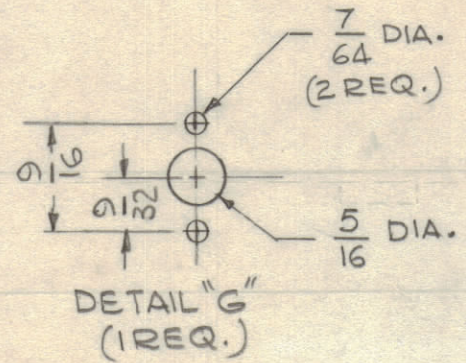 7/64 DIA.
(2 REQ.)
9/16
9/32
5/16 DIA.
DETAIL "G"
(1 REQ.)